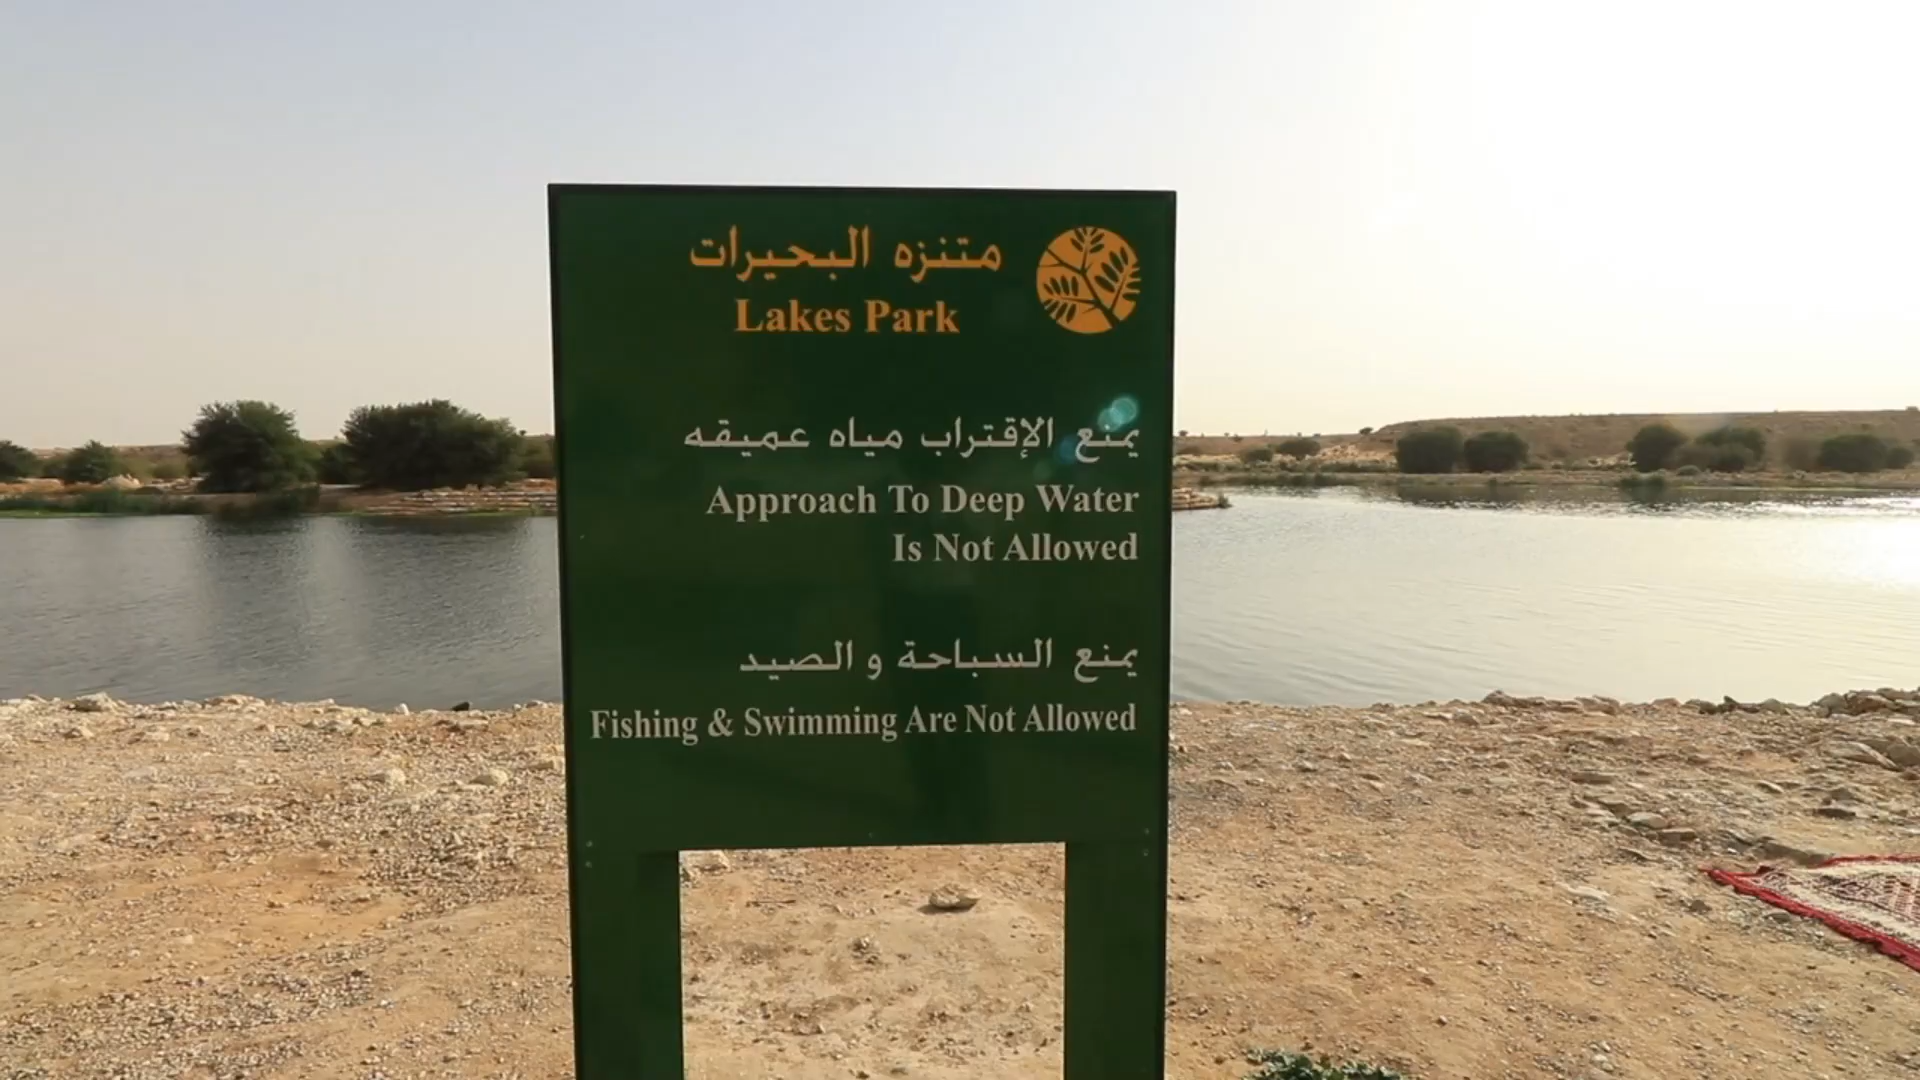 متنزه البحيرات
Lakes Park
يمنع الإقتراب مياه عميقه
Approach To Deep Water
Is Not Allowed
يمنع السباحة و الصيد
Fishing & Swimming Are Not Allowed